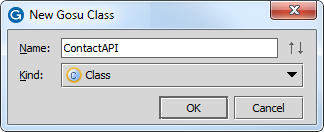 New Gosu Class
Name: ContactAPI
Kind: C Class
OK Cancel